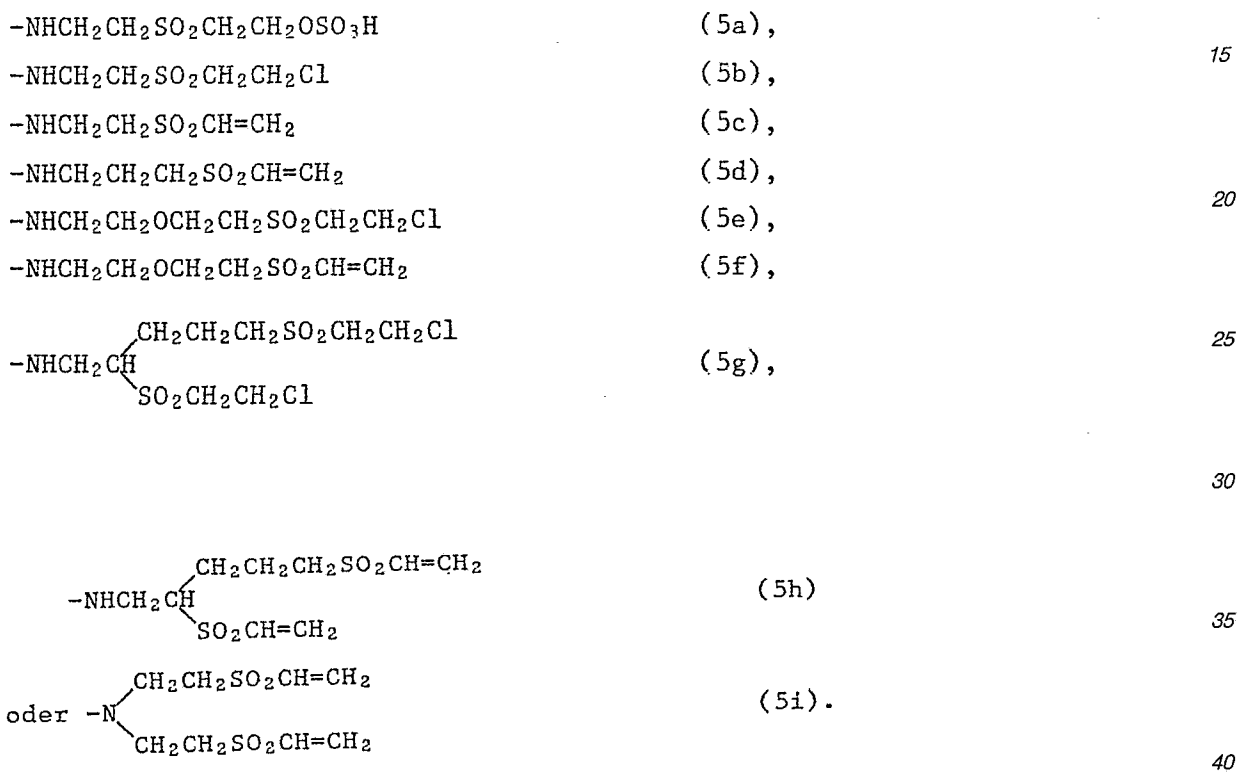 -NHCH₂CH₂SO₂CH₂CH₂OSO₃H (5a),
15
-NHCH₂CH₂SO₂CH₂CH₂Cl (5b),
-NHCH₂CH₂SO₂CH=CH₂ (5c),
-NHCH₂CH₂CH₂SO₂CH=CH₂ (5d),
20
-NHCH₂CH₂OCH₂CH₂SO₂CH₂CH₂Cl (5e),
-NHCH₂CH₂OCH₂CH₂SO₂CH=CH₂ (5f),
CH₂CH₂CH₂SO₂CH₂CH₂Cl
25
-NHCH₂CH (5g),
SO₂CH₂CH₂Cl
30
CH₂CH₂CH₂SO₂CH=CH₂
-NHCH₂CH (5h)
SO₂CH=CH₂
35
CH₂CH₂SO₂CH=CH₂
oder -N (5i).
CH₂CH₂SO₂CH=CH₂
40